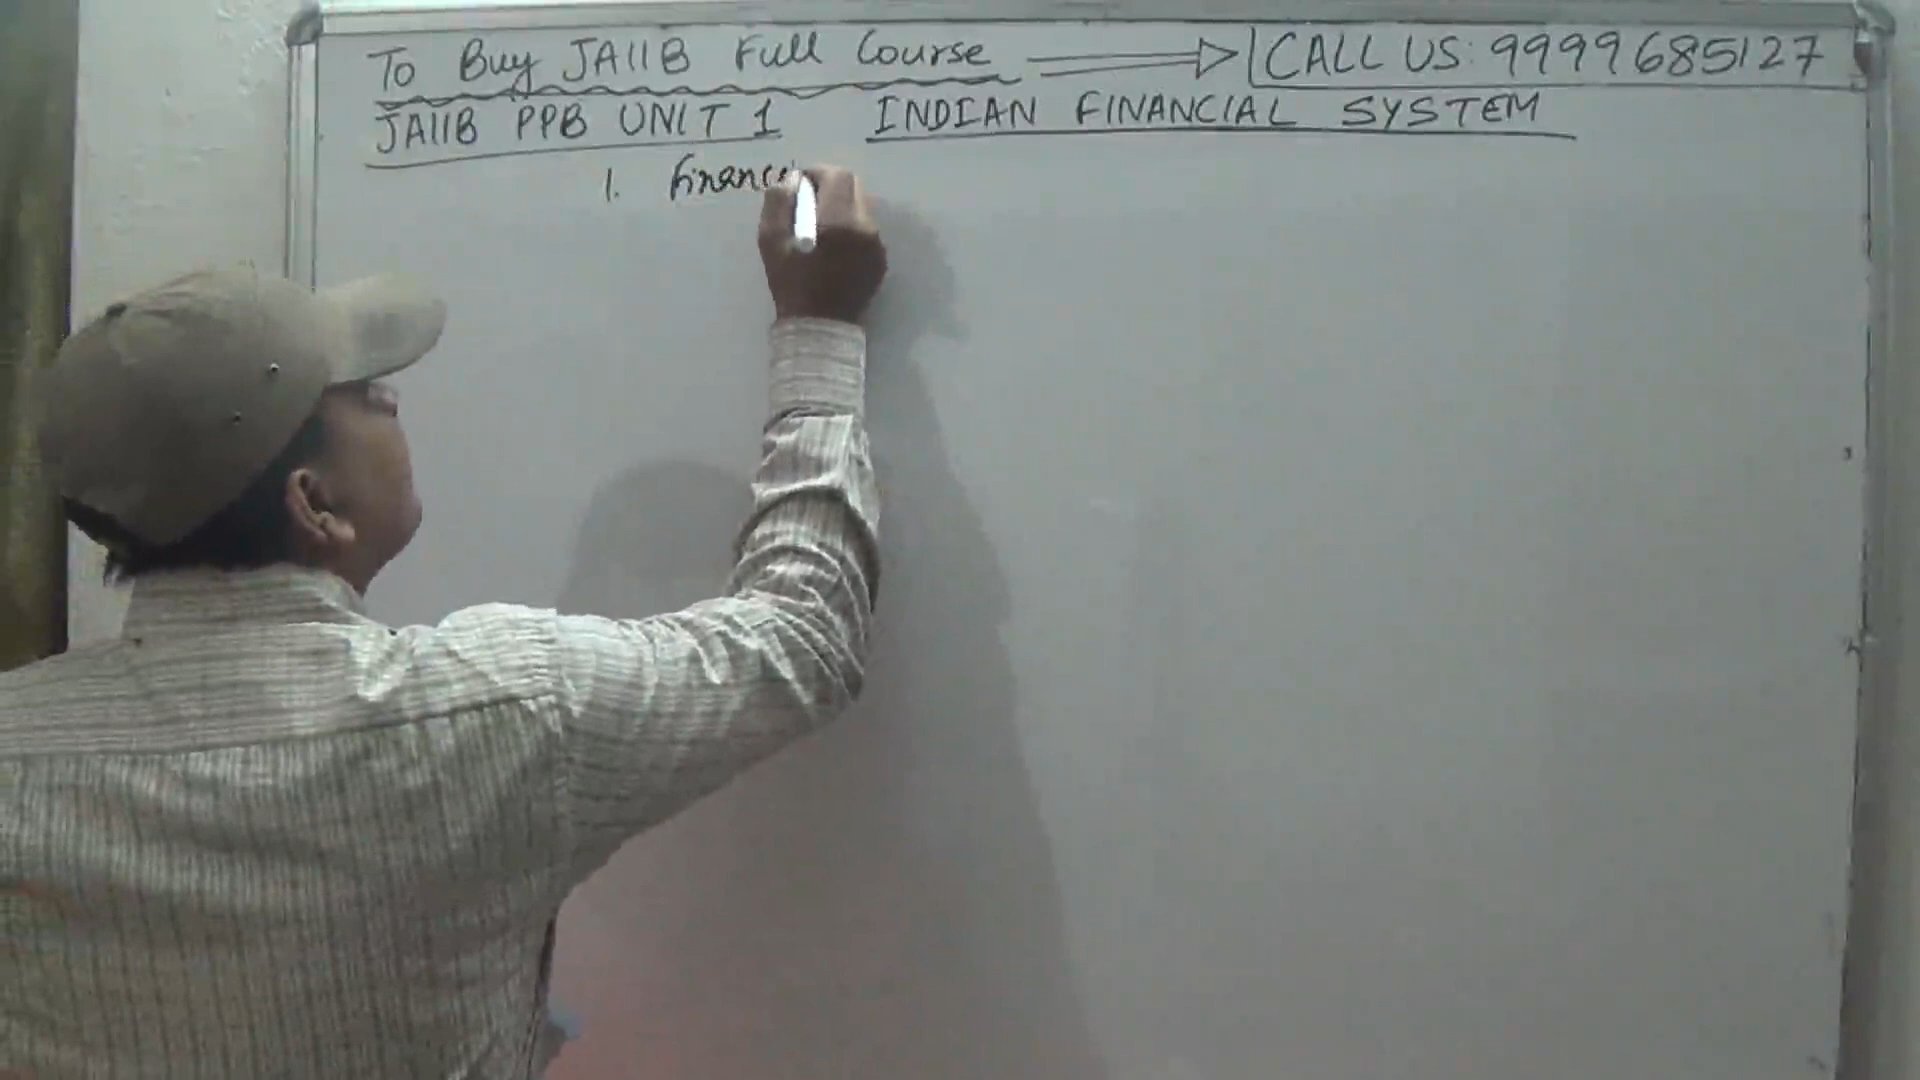 To Buy JAIIB Full Course CALL US: 9999685127
JAIIB PPB UNIT 1 INDIAN FINANCIAL SYSTEM
1.